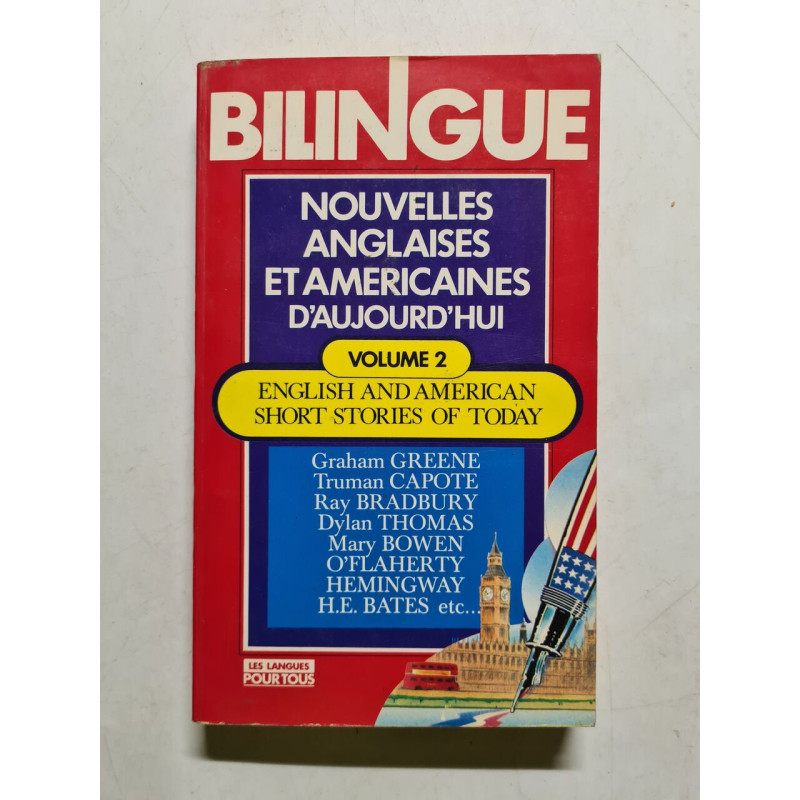 BILINGUE
NOUVELLES
ANGLAISES
ET AMERICAINES
D'AUJOURD'HUI
VOLUME 2
ENGLISH AND AMERICAN
SHORT STORIES OF TODAY
Graham GREENE
Truman CAPOTE
Ray BRADBURY
Dylan THOMAS
Mary BOWEN
O'FLAHERTY
HEMINGWAY
H.E. BATES etc...
LES LANGUES
POUR TOUS